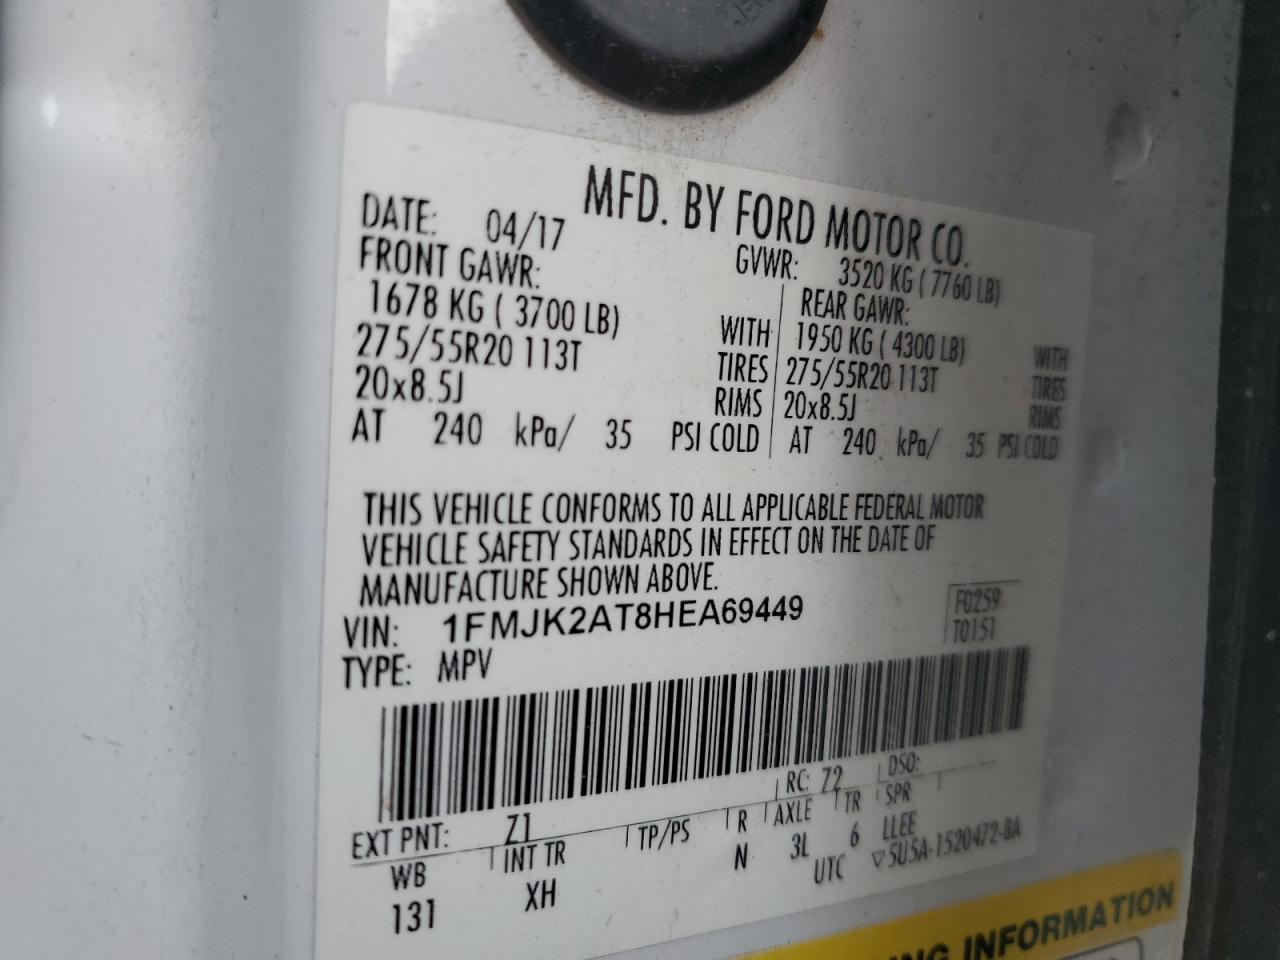 MFD. BY FORD MOTOR CO.
DATE: 04/17 GVWR: 3520 KG ( 7760 LB)
FRONT GAWR: REAR GAWR:
1678 KG ( 3700 LB) WITH 1950 KG ( 4300 LB) WITH
275/55R20 113T TIRES 275/55R20 113T TIRES
20x8.5J RIMS 20x8.5J RIMS
AT 240 kPa/ 35 PSI COLD AT 240 kPa/ 35 PSI COLD
THIS VEHICLE CONFORMS TO ALL APPLICABLE FEDERAL MOTOR
VEHICLE SAFETY STANDARDS IN EFFECT ON THE DATE OF
MANUFACTURE SHOWN ABOVE.
VIN: 1FMJK2AT8HEA69449 F0259
TYPE: MPV T0151
EXT PNT: Z1 RC: 72 DSO:
WB INT TR TP/PS R AXLE TR SPR
131 XH N 3L 6 LLEE
UTC ▽5U5A-1520472-BA
INFORMATION